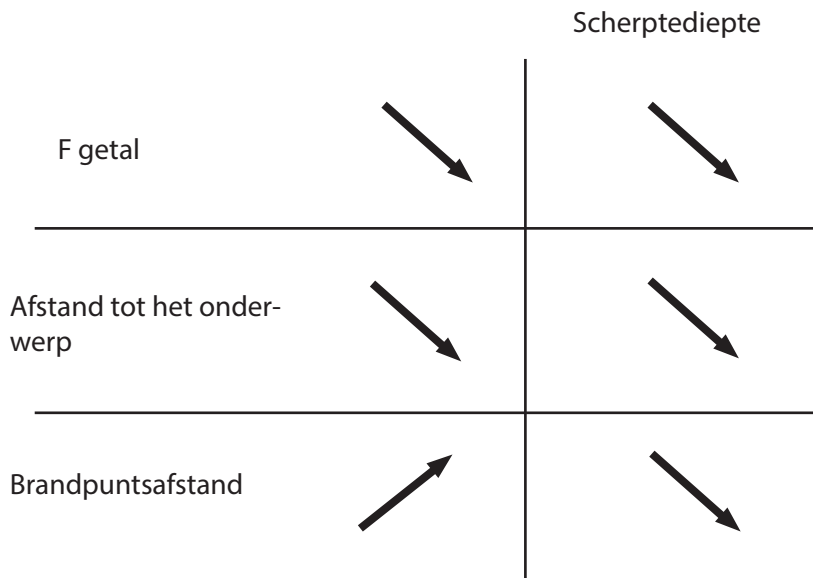 Scherptediepte
F getal
Afstand tot het onder-
werp
Brandpuntsafstand